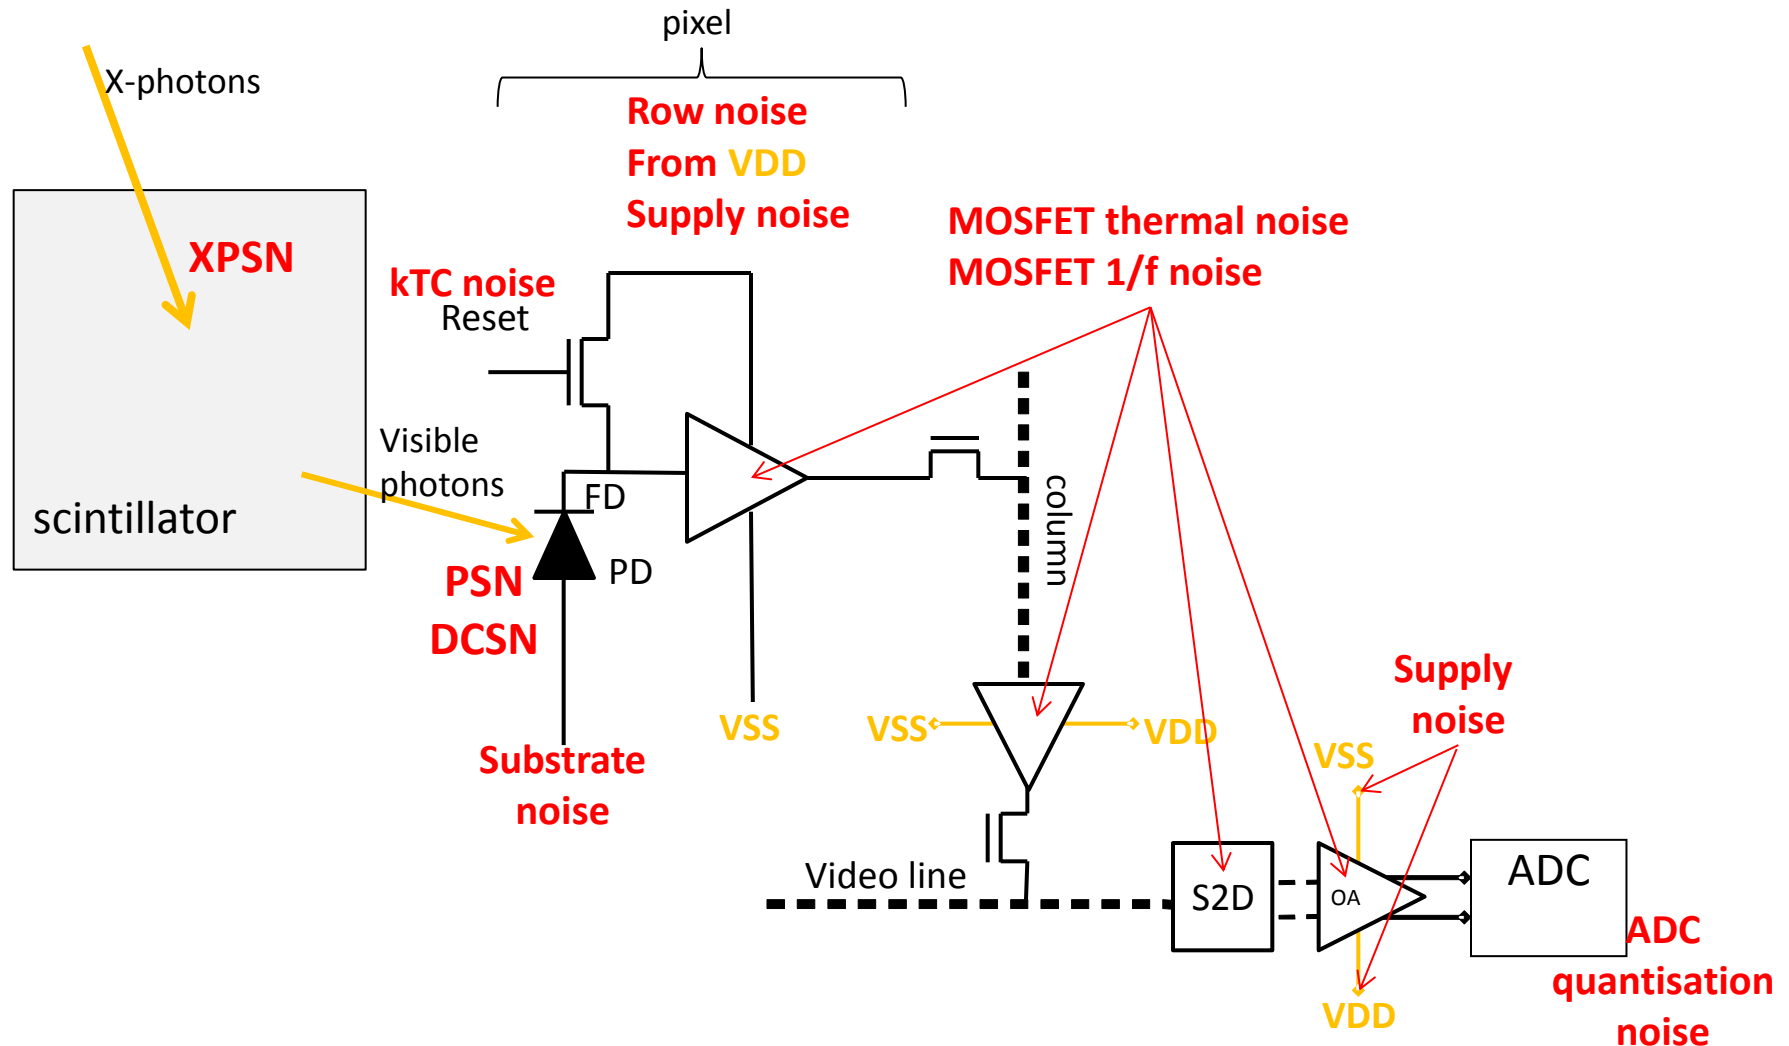 pixel
X-photons
Row noise
From VDD
Supply noise
MOSFET thermal noise
MOSFET 1/f noise
XPSN
kTC noise
Reset
Visible
photons
FD
scintillator
PD
PSN
DCSN
column
Substrate
noise
VSS
VSS
VDD
Supply
noise
VSS
Video line
S2D
OA
ADC
VDD
ADC
quantisation
noise